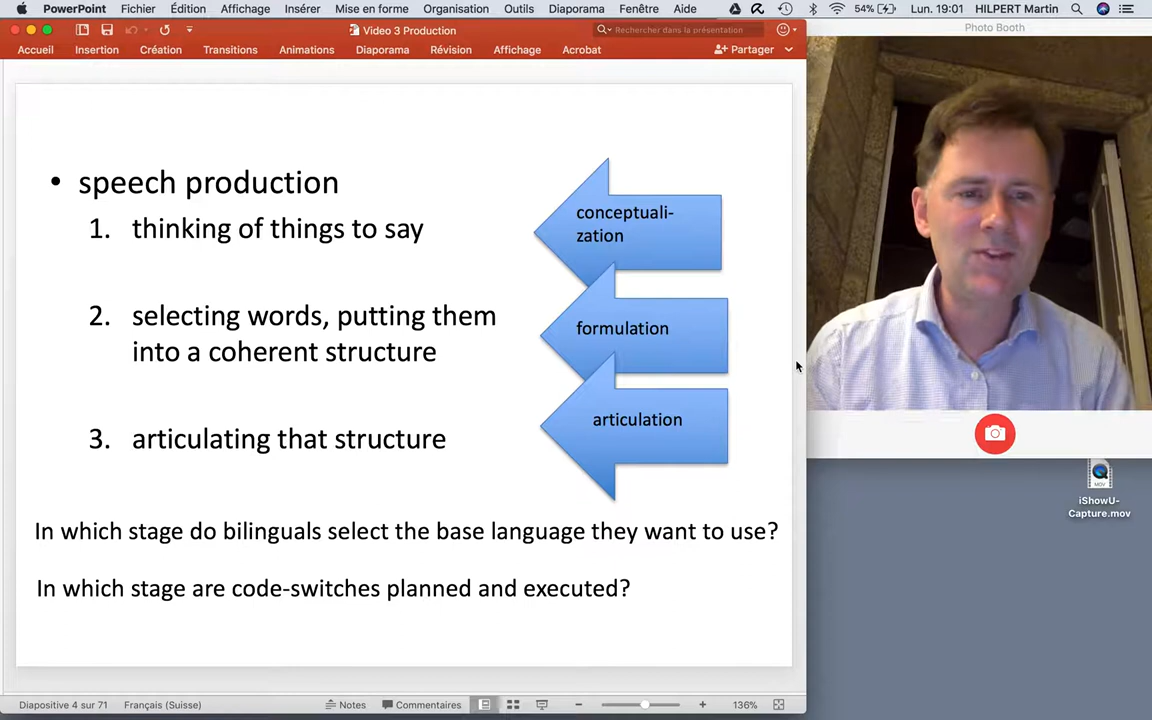 PowerPoint Fichier Édition Affichage Insérer Mise en forme Organisation Outils Diaporama Fenêtre Aide 54% Lun. 19:01 HILPERT Martin
Video 3 Production
Rechercher dans la présentation
Photo Booth
Accueil Insertion Création Transitions Animations Diaporama Révision Affichage Acrobat Partager
• speech production
1. thinking of things to say
conceptuali-
zation
2. selecting words, putting them
into a coherent structure
formulation
3. articulating that structure
articulation
In which stage do bilinguals select the base language they want to use?
In which stage are code-switches planned and executed?
MOV
iShowU-
Capture.mov
Diapositive 4 sur 71 Français (Suisse) Notes Commentaires 136%